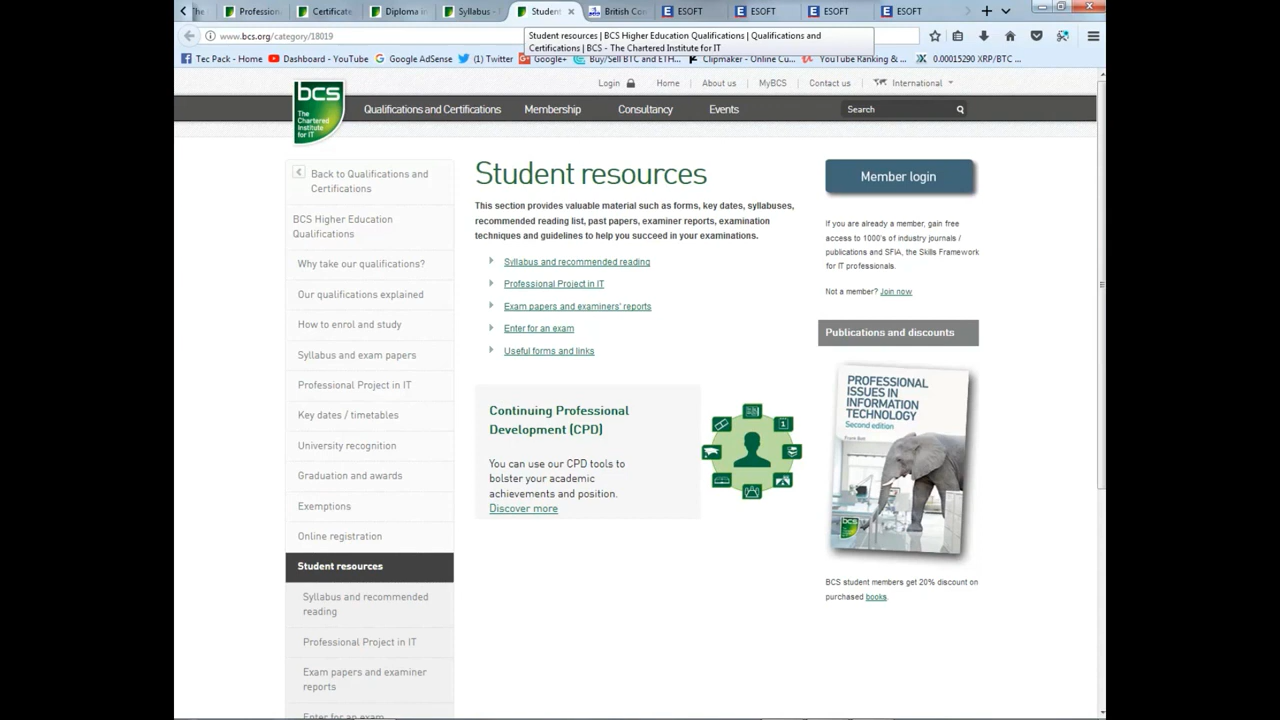 the
Profession
Certificate
Diploma in
Syllabus -
Student
British Co
ESOFT
ESOFT
ESOFT
ESOFT
www.bcs.org/category/18019
Student resources | BCS Higher Education Qualifications | Qualifications and
Certifications | BCS - The Chartered Institute for IT
Tec Pack - Home
Dashboard - YouTube
Google AdSense
(1) Twitter
Google+
Buy/Sell BTC and ETH...
Clipmaker - Online Cu...
YouTube Ranking & ...
0.00015290 XRP/BTC ...
Login
Home
About us
MyBCS
Contact us
International
bcs
The
Chartered
Institute
for IT
Qualifications and Certifications
Membership
Consultancy
Events
Search
Back to Qualifications and
Certifications
BCS Higher Education
Qualifications
Why take our qualifications?
Our qualifications explained
How to enrol and study
Syllabus and exam papers
Professional Project in IT
Key dates / timetables
University recognition
Graduation and awards
Exemptions
Online registration
Student resources
Syllabus and recommended
reading
Professional Project in IT
Exam papers and examiner
reports
Enter for an exam
Student resources
This section provides valuable material such as forms, key dates, syllabuses,
recommended reading list, past papers, examiner reports, examination
techniques and guidelines to help you succeed in your examinations.
Syllabus and recommended reading
Professional Project in IT
Exam papers and examiners' reports
Enter for an exam
Useful forms and links
Continuing Professional
Development (CPD)
You can use our CPD tools to
bolster your academic
achievements and position.
Discover more
Member login
If you are already a member, gain free
access to 1000's of industry journals /
publications and SFIA, the Skills Framework
for IT professionals.
Not a member? Join now
Publications and discounts
PROFESSIONAL
ISSUES IN
INFORMATION
TECHNOLOGY
Second edition
Frank Bott
bcs
BCS student members get 20% discount on
purchased books.